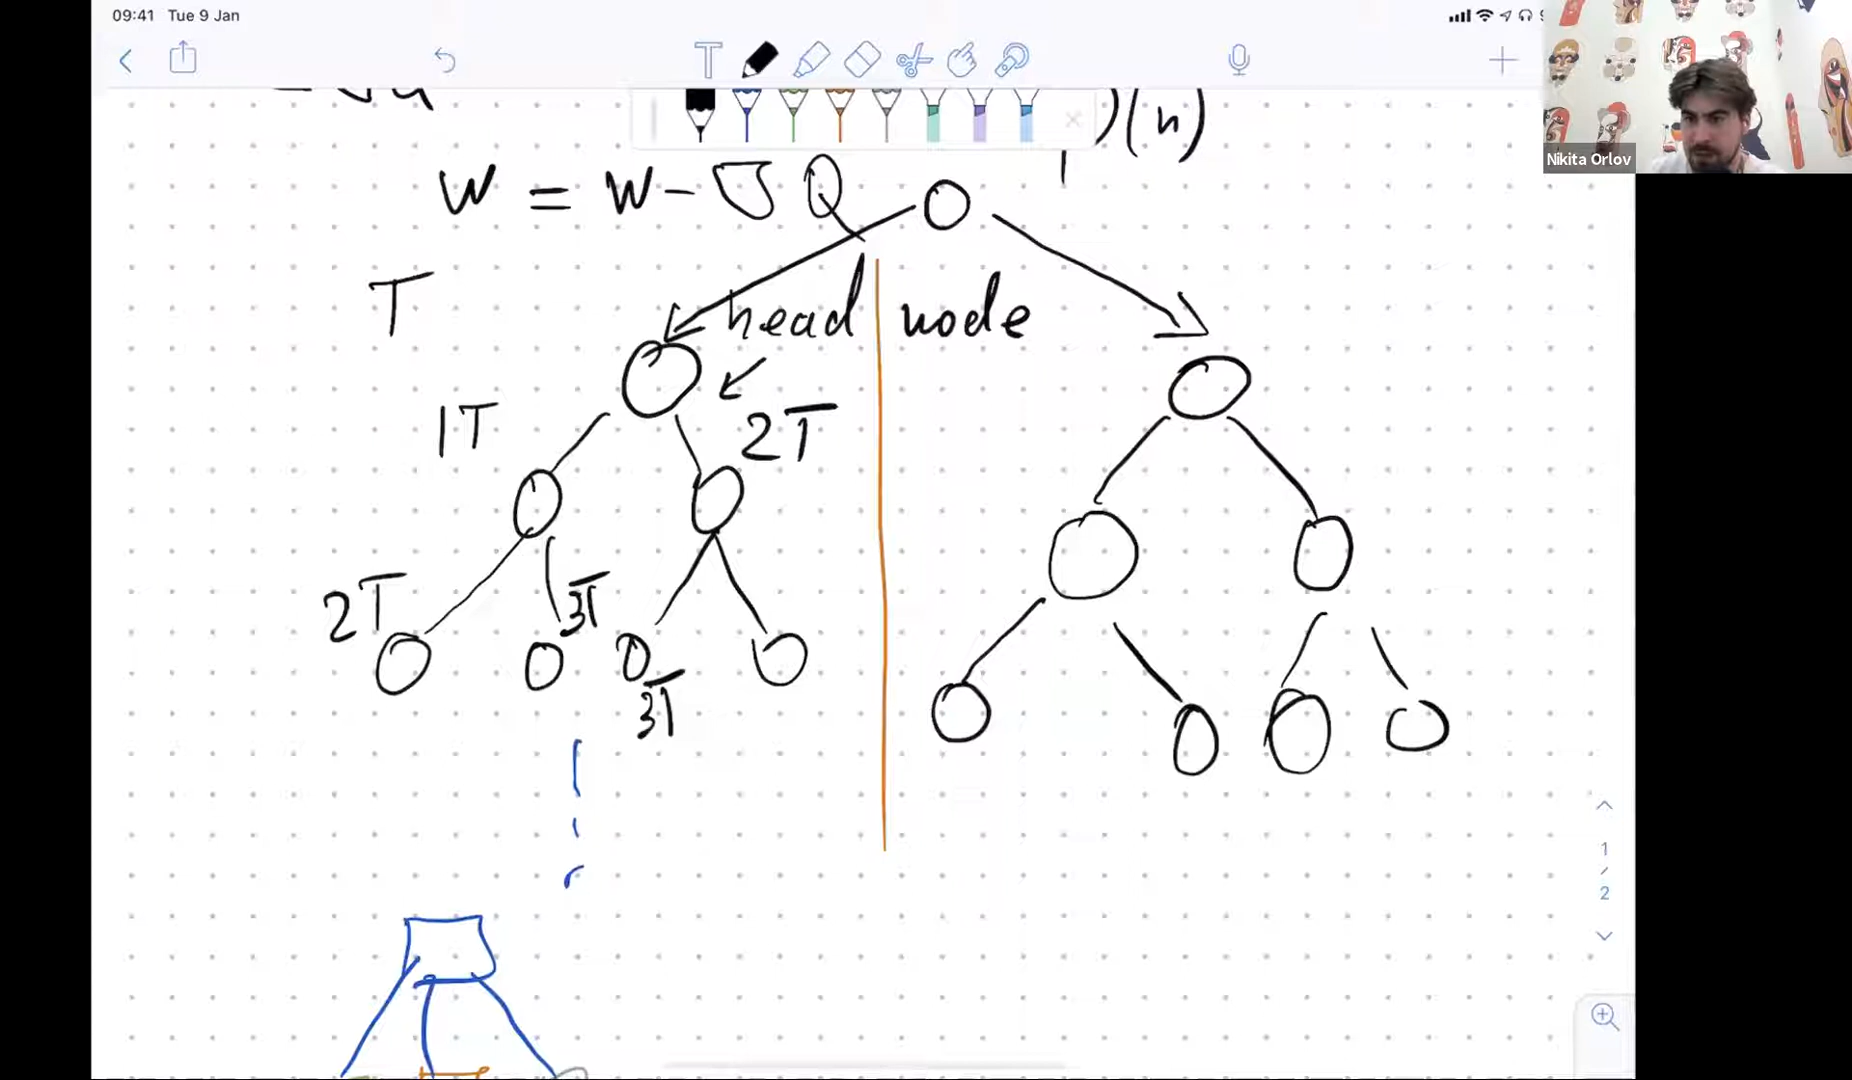 09:41 Tue 9 Jan
T
(n)
W = W - ∇ Q
Nikita Orlov
T
head node
1T
2T
2T
3T
3T
1
2